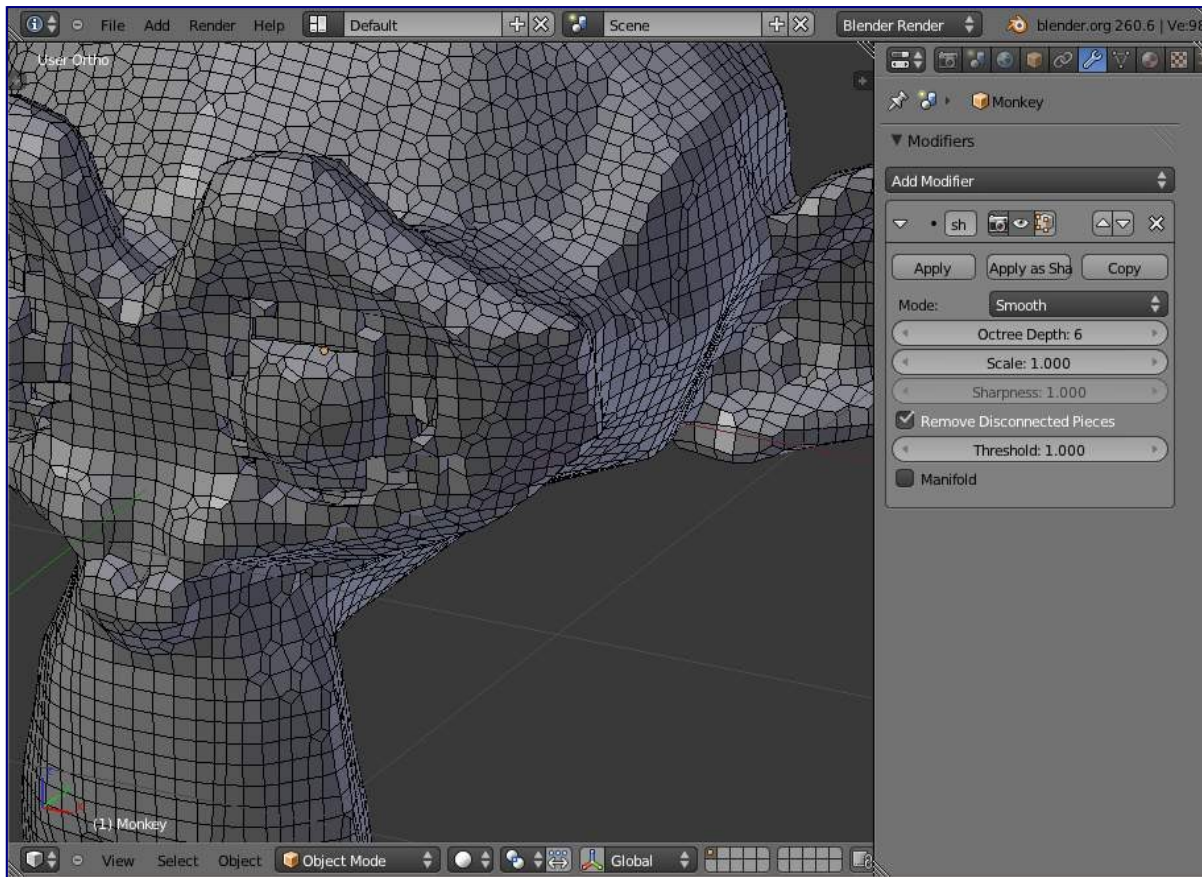 File Add Render Help Default Scene Blender Render blender.org 260.6 | Ve:98
User Ortho
Monkey
Modifiers
Add Modifier
sh
Apply Apply as Sha Copy
Mode: Smooth
Octree Depth: 6
Scale: 1.000
Sharpness: 1.000
Remove Disconnected Pieces
Threshold: 1.000
Manifold
(1) Monkey
View Select Object Object Mode Global